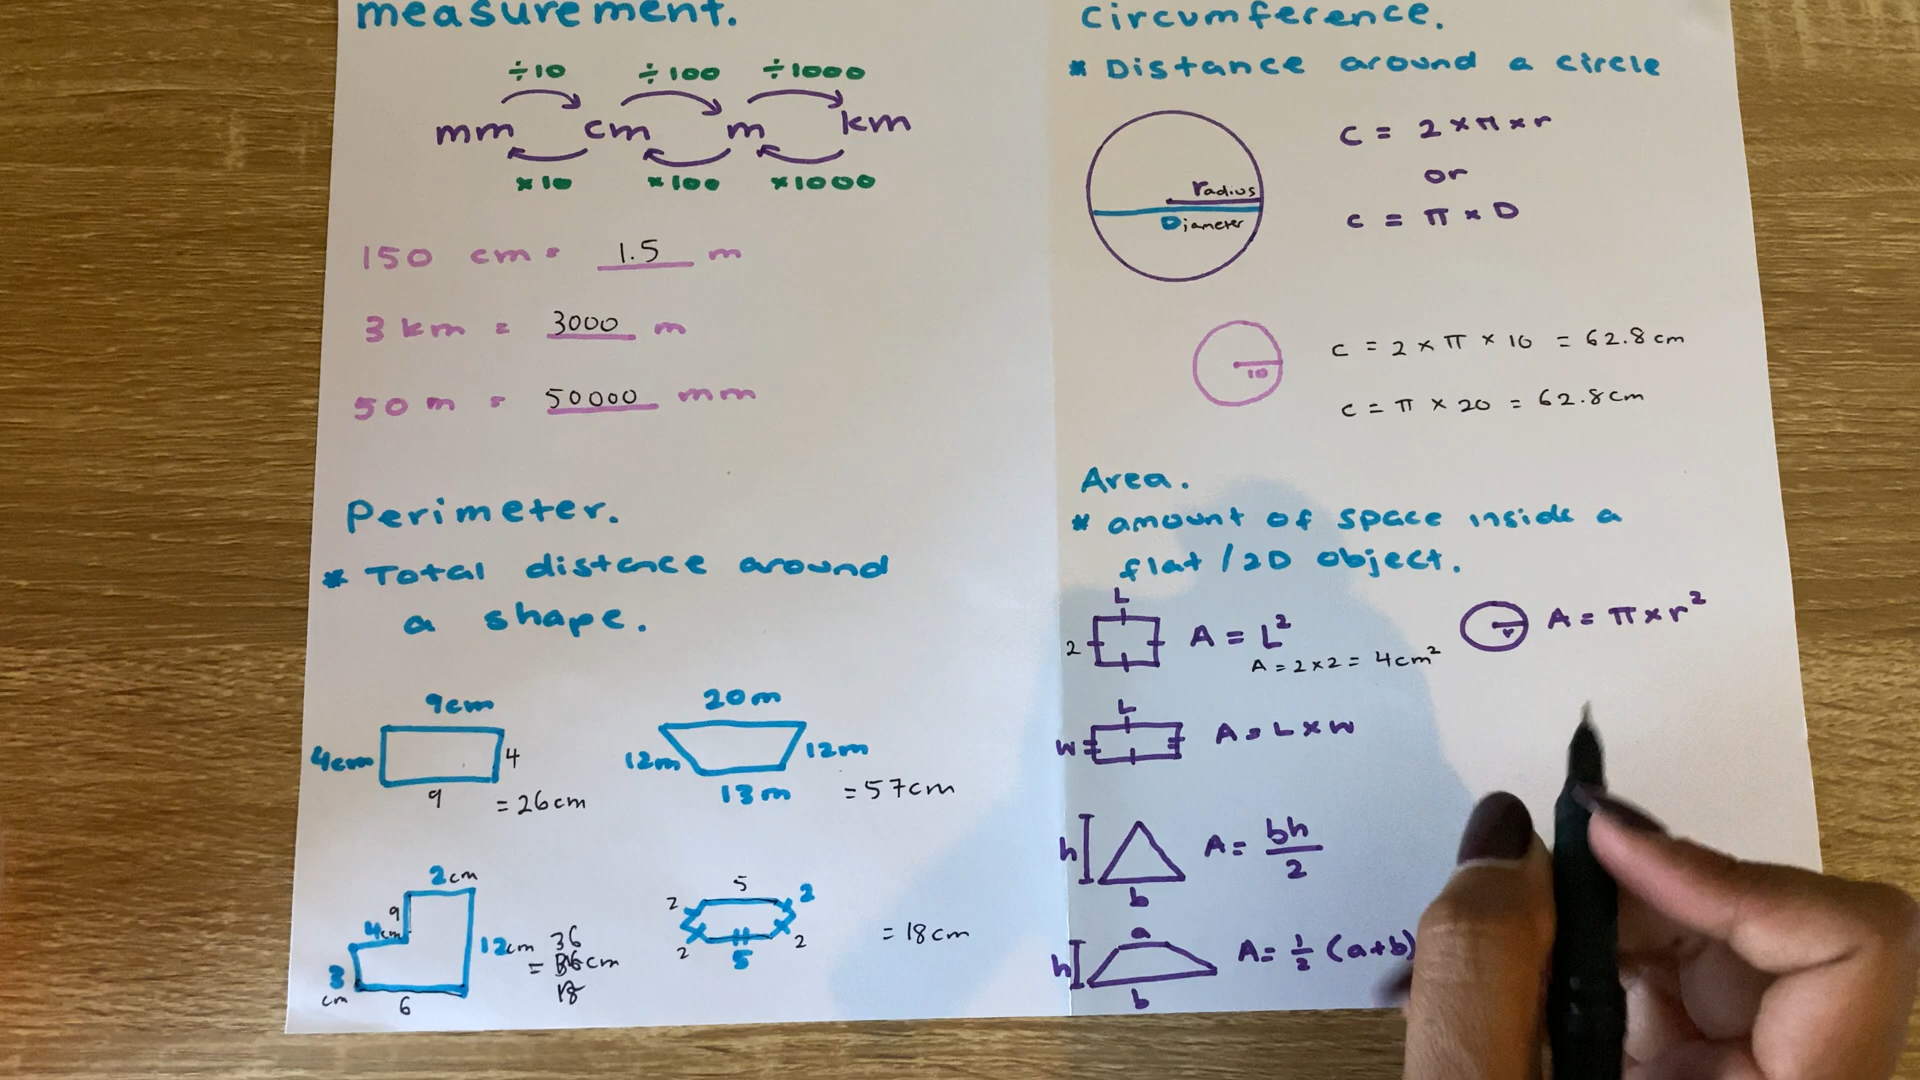 measurement.
÷10 ÷100 ÷1000
mm cm m km
×10 ×100 ×1000
150 cm = 1.5 m
3 km = 3000 m
50 m = 50000 mm
Perimeter.
* Total distance around
a shape.
9cm
4cm 4
9 = 26cm
20m
12m 12m
13m = 57cm
2cm
9
4cm
12cm 36
3 = cm
cm 18
6
5
2 2
2 2
5 = 18cm
circumference.
* Distance around a circle
radius
Diameter
C = 2 × π × r
or
C = π × D
10
C = 2 × π × 10 = 62.8cm
C = π × 20 = 62.8cm
Area.
* amount of space inside a
flat / 2D object.
L
2 A = L²
A = 2×2 = 4cm²
r A = π × r²
L
W A = L × W
h b A = bh/2
a
h A = 1/2 (a+b)
b